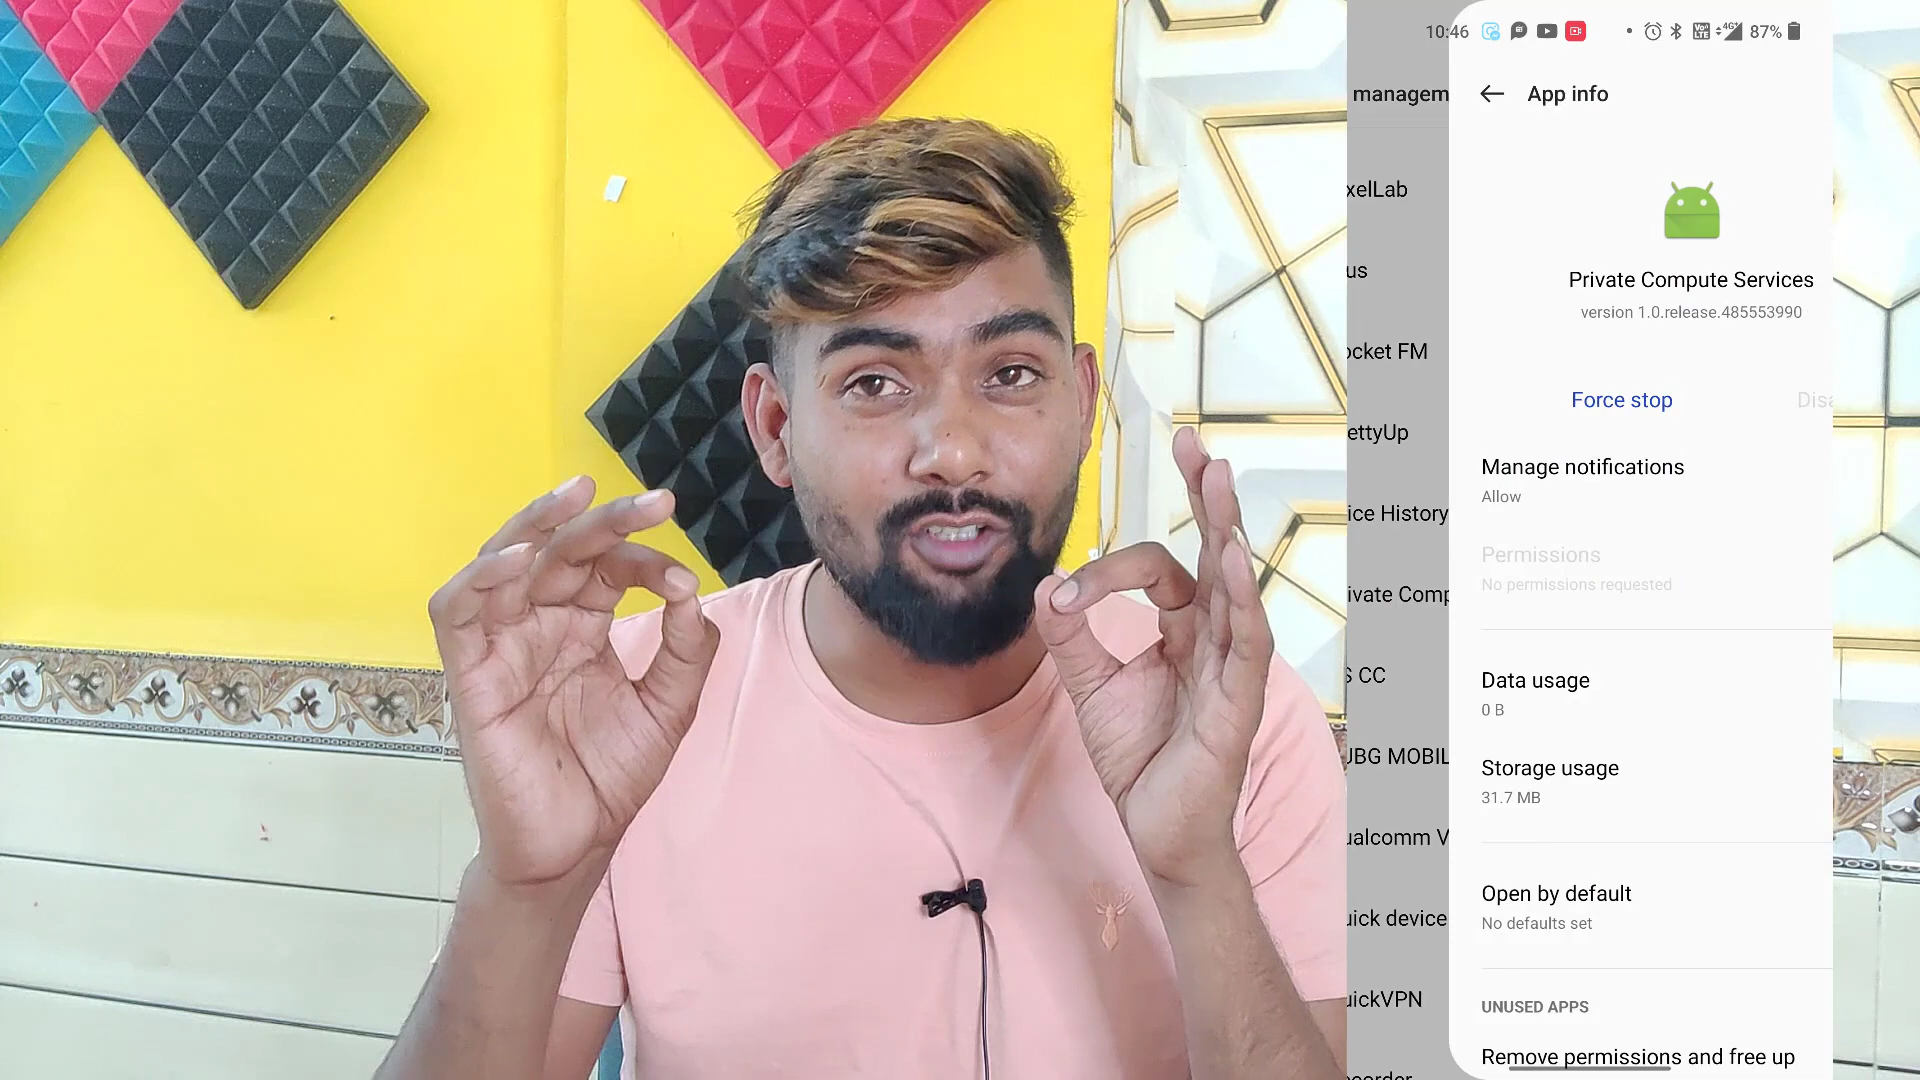 10:46
4G+
87%
managem
App info
xelLab
us
Private Compute Services
version 1.0.release.485553990
ocket FM
Force stop
Disa
ettyUp
Manage notifications
Allow
ice History
Permissions
No permissions requested
ivate Comp
S CC
Data usage
0 B
UBG MOBIL
Storage usage
31.7 MB
ualcomm V
Open by default
No defaults set
uick device
uickVPN
UNUSED APPS
Remove permissions and free up